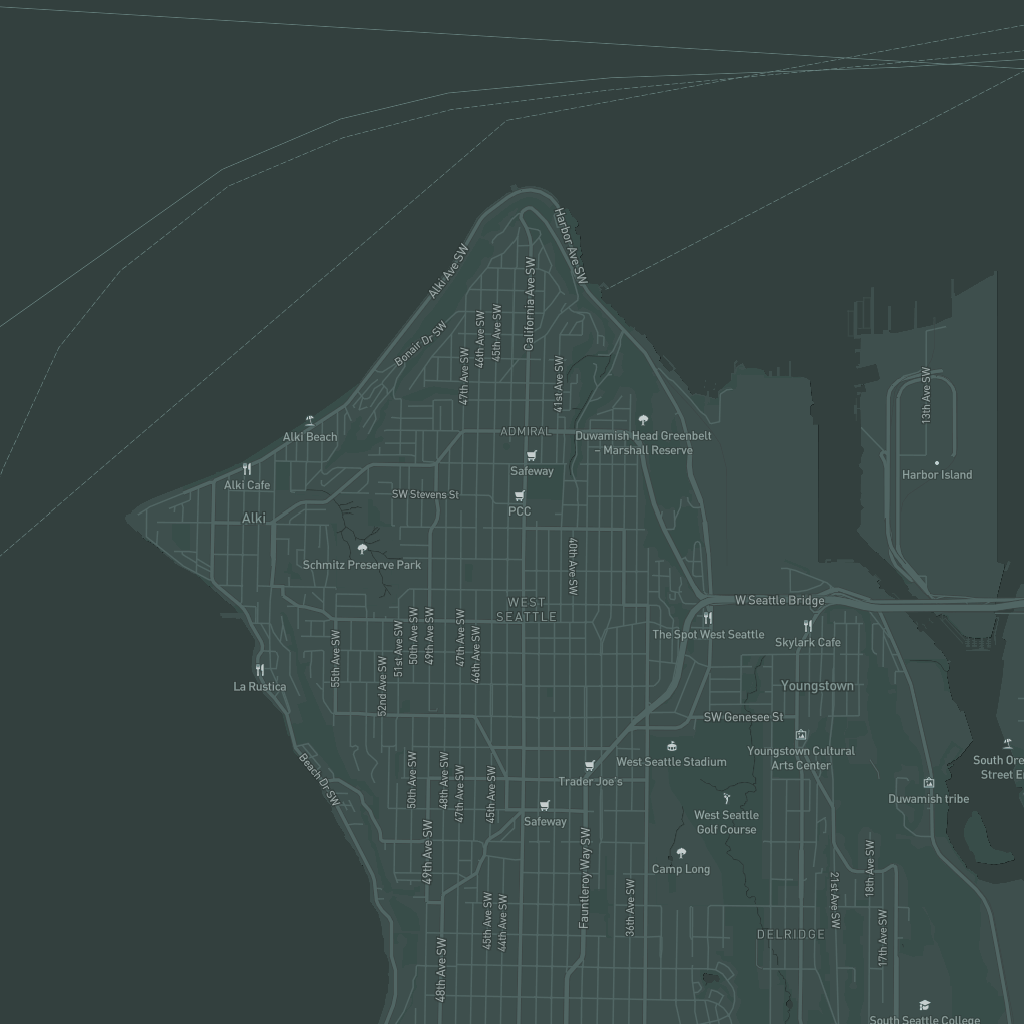 Harbor Ave SW
Alki Ave SW
California Ave SW
45th Ave SW
46th Ave SW
Bonair Dr SW
47th Ave SW
41st Ave SW
13th Ave SW
Alki Beach
ADMIRAL
Duwamish Head Greenbelt
– Marshall Reserve
Safeway
Harbor Island
Alki Cafe
SW Stevens St
PCC
Alki
Schmitz Preserve Park
40th Ave SW
WEST
SEATTLE
W Seattle Bridge
The Spot West Seattle
Skylark Cafe
50th Ave SW
49th Ave SW
47th Ave SW
51st Ave SW
46th Ave SW
55th Ave SW
52nd Ave SW
La Rustica
Youngstown
SW Genesee St
Youngstown Cultural
Arts Center
West Seattle Stadium
South Ore
Street E
Beach Dr SW
50th Ave SW
48th Ave SW
47th Ave SW
45th Ave SW
Trader Joe's
Duwamish tribe
Safeway
West Seattle
Golf Course
49th Ave SW
Camp Long
Fauntleroy Way SW
18th Ave SW
21st Ave SW
36th Ave SW
45th Ave SW
44th Ave SW
17th Ave SW
DELRIDGE
48th Ave SW
South Seattle College